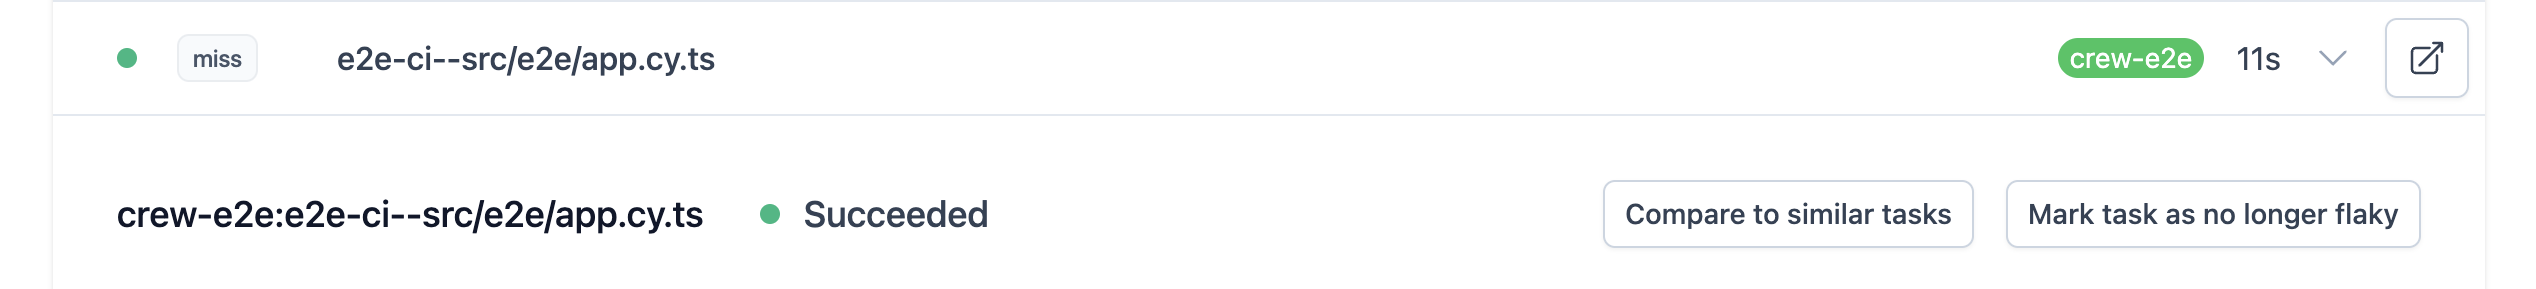 miss e2e-ci--src/e2e/app.cy.ts crew-e2e 11s
crew-e2e:e2e-ci--src/e2e/app.cy.ts Succeeded Compare to similar tasks Mark task as no longer flaky